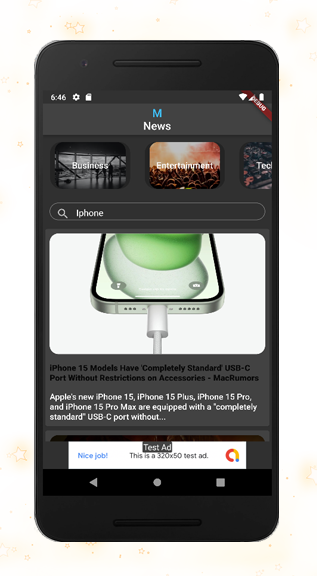 6:46
DEBUG
M
News
Business
Entertainment
Tech
Iphone
iPhone 15 Models Have 'Completely Standard' USB-C
Port Without Restrictions on Accessories - MacRumors
Apple's new iPhone 15, iPhone 15 Plus, iPhone 15 Pro,
and iPhone 15 Pro Max are equipped with a "completely
standard" USB-C port without...
Test Ad
Nice job!
This is a 320x50 test ad.